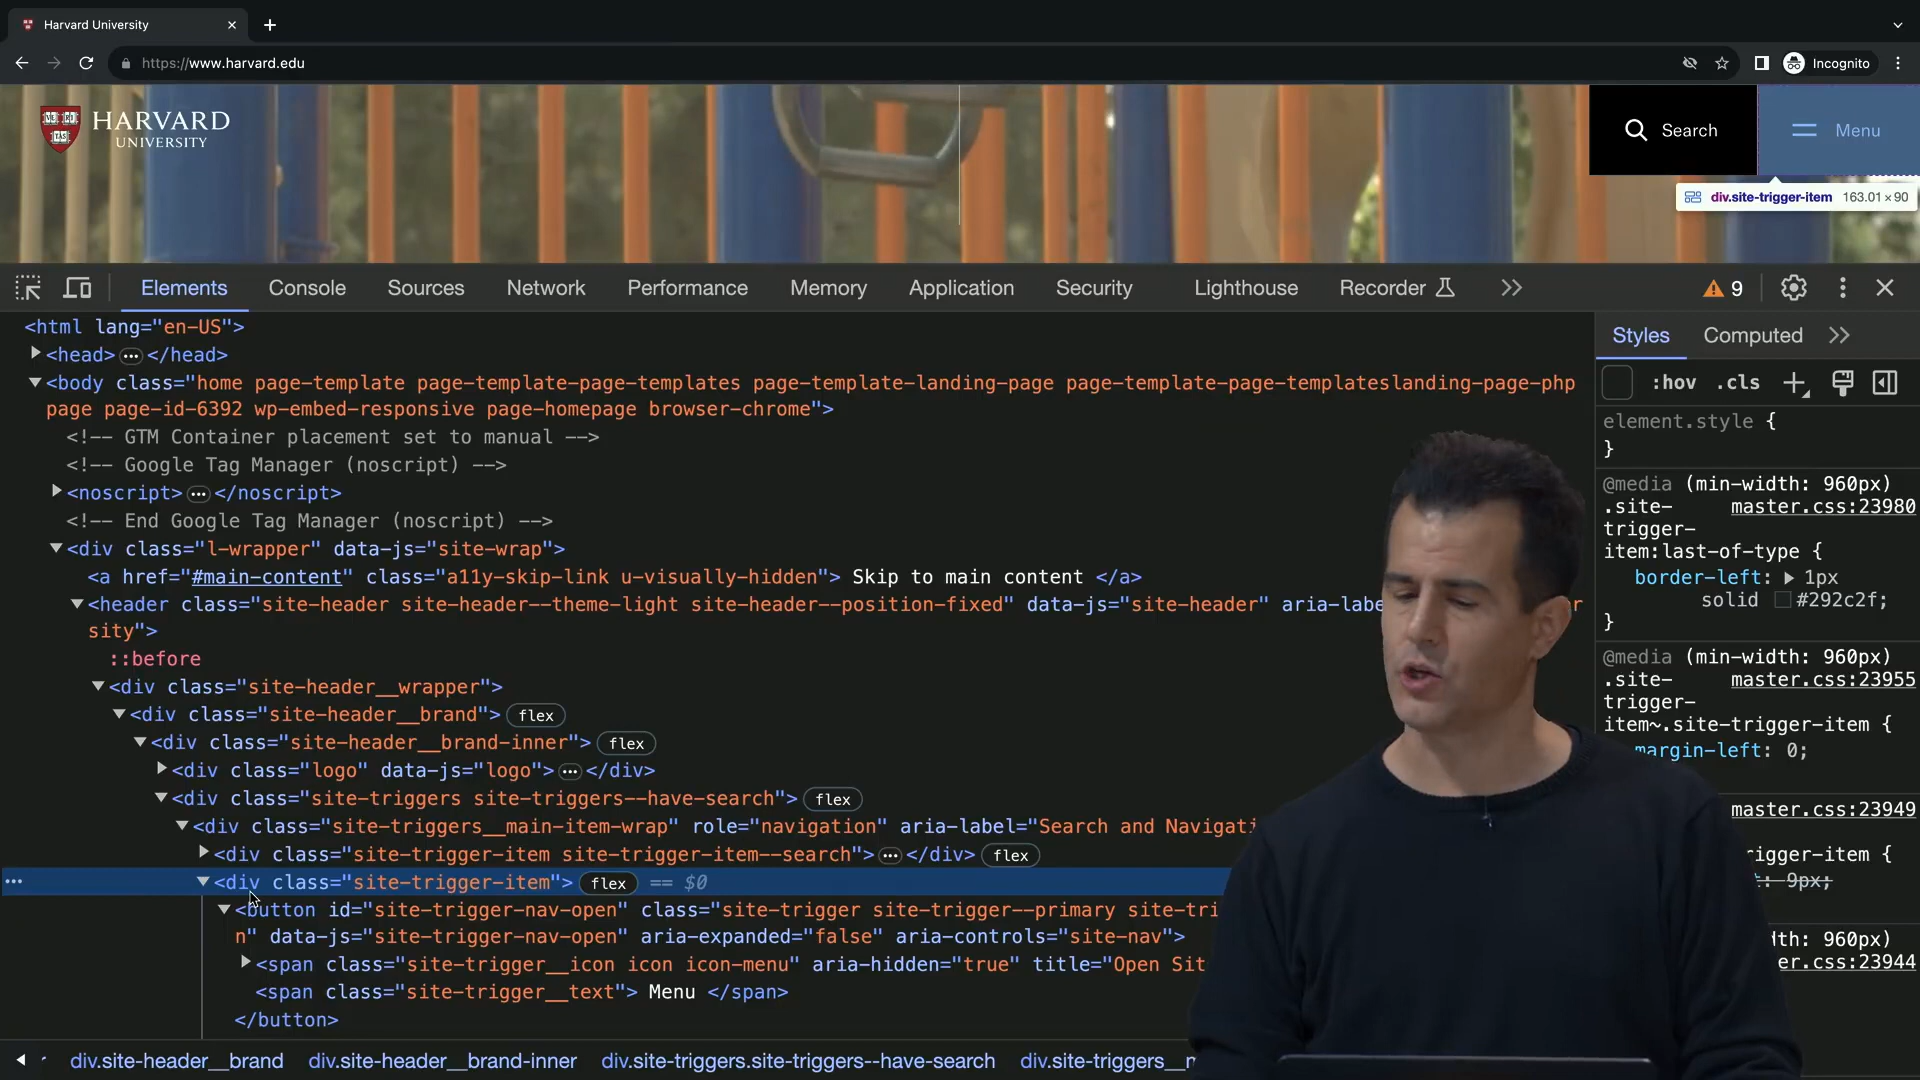 Harvard University
https://www.harvard.edu
Incognito
HARVARD
UNIVERSITY
VE RI
TAS
Search
Menu
div.site-trigger-item 163.01 × 90
Elements Console Sources Network Performance Memory Application Security Lighthouse Recorder 9
<html lang="en-US">
<head> ••• </head>
<body class="home page-template page-template-page-templates page-template-landing-page page-template-page-templateslanding-page-php
page page-id-6392 wp-embed-responsive page-homepage browser-chrome">
<!-- GTM Container placement set to manual -->
<!-- Google Tag Manager (noscript) -->
<noscript> ••• </noscript>
<!-- End Google Tag Manager (noscript) -->
<div class="l-wrapper" data-js="site-wrap">
<a href="#main-content" class="a11y-skip-link u-visually-hidden"> Skip to main content </a>
<header class="site-header site-header--theme-light site-header--position-fixed" data-js="site-header" aria-labe r
sity">
::before
<div class="site-header__wrapper">
<div class="site-header__brand"> flex
<div class="site-header__brand-inner"> flex
<div class="logo" data-js="logo"> ••• </div>
<div class="site-triggers site-triggers--have-search"> flex
<div class="site-triggers__main-item-wrap" role="navigation" aria-label="Search and Navigati
<div class="site-trigger-item site-trigger-item--search"> ••• </div> flex
••• <div class="site-trigger-item"> flex == $0
<button id="site-trigger-nav-open" class="site-trigger site-trigger--primary site-tri
n" data-js="site-trigger-nav-open" aria-expanded="false" aria-controls="site-nav">
<span class="site-trigger__icon icon icon-menu" aria-hidden="true" title="Open Sit
<span class="site-trigger__text"> Menu </span>
</button>
div.site-header__brand div.site-header__brand-inner div.site-triggers.site-triggers--have-search div.site-triggers__m
Styles Computed
:hov .cls
element.style {
}
@media (min-width: 960px)
.site- master.css:23980
trigger-
item:last-of-type {
border-left: 1px
solid #292c2f;
}
@media (min-width: 960px)
.site- master.css:23955
trigger-
item~.site-trigger-item {
margin-left: 0;
master.css:23949
rigger-item {
t: 9px;
dth: 960px)
er.css:23944